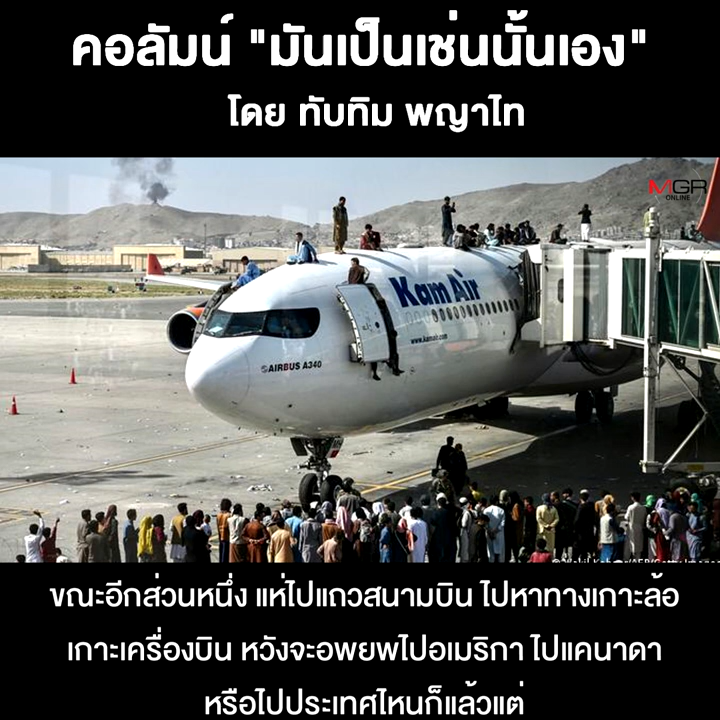 คอลัมน์ "มันเป็นเช่นนั้นเอง"
โดย ทับทิม พญาไท
MGR
ONLINE
Kam Air
www.kamair.com
AIRBUS A340
ขณะอีกส่วนหนึ่ง แห่ไปแถวสนามบิน ไปหาทางเกาะล้อ
เกาะเครื่องบิน หวังจะอพยพไปอเมริกา ไปแคนาดา
หรือไปประเทศไหนก็แล้วแต่